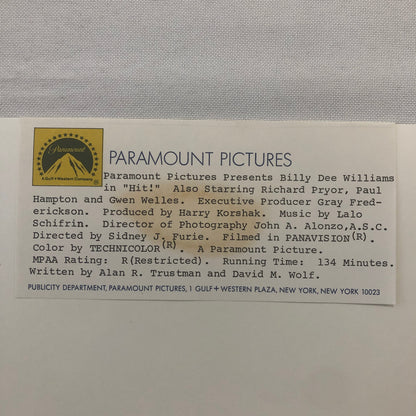 Paramount
A Gulf+Western Company
PARAMOUNT PICTURES
Paramount Pictures Presents Billy Dee Williams
in "Hit!" Also Starring Richard Pryor, Paul
Hampton and Gwen Welles. Executive Producer Gray Fred-
erickson. Produced by Harry Korshak. Music by Lalo
Schifrin. Director of Photography John A. Alonzo,A.S.C.
Directed by Sidney J. Furie. Filmed in PANAVISION(R).
Color by TECHNICOLOR(R). A Paramount Picture.
MPAA Rating: R(Restricted). Running Time: 134 Minutes.
Written by Alan R. Trustman and David M. Wolf.
PUBLICITY DEPARTMENT, PARAMOUNT PICTURES, 1 GULF+WESTERN PLAZA, NEW YORK, NEW YORK 10023